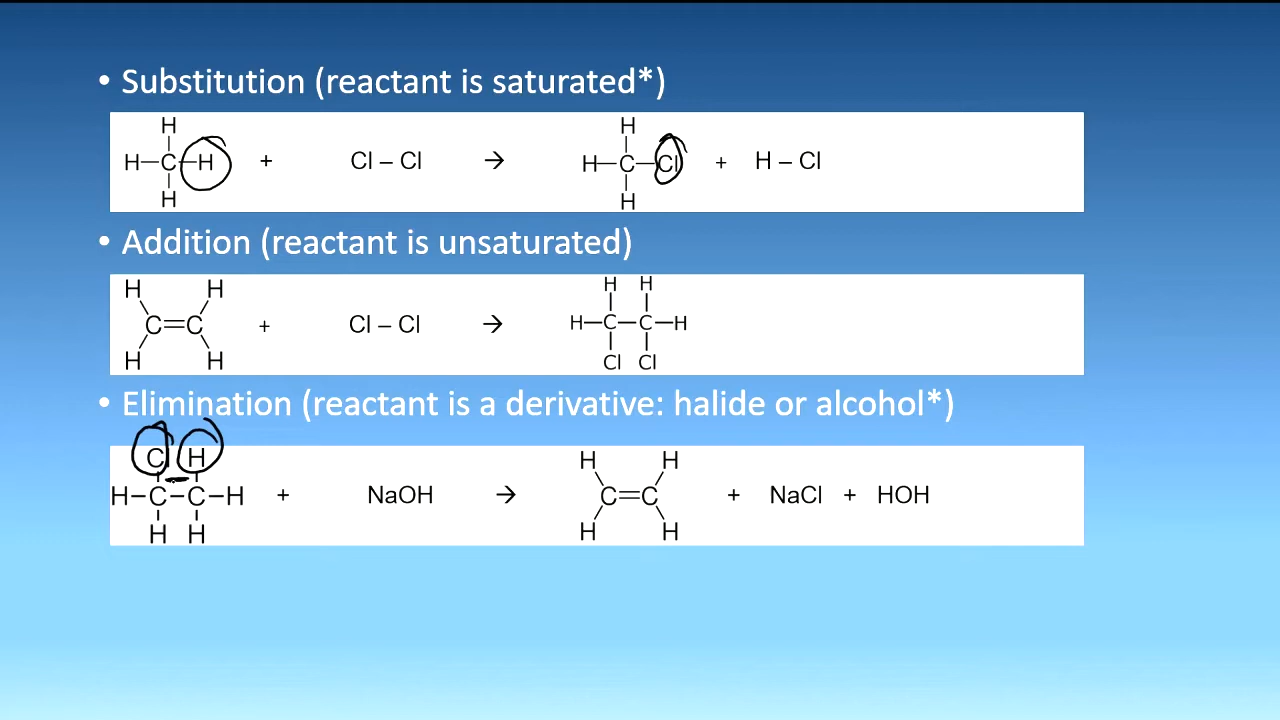 • Substitution (reactant is saturated*)
H
H–C–H + Cl – Cl → H–C–Cl + H – Cl
H
H
H
• Addition (reactant is unsaturated)
H H H H
C=C + Cl – Cl → H–C–C–H
H H Cl Cl
• Elimination (reactant is a derivative: halide or alcohol*)
Cl H H H
H–C–C–H + NaOH → C=C + NaCl + HOH
H H H H